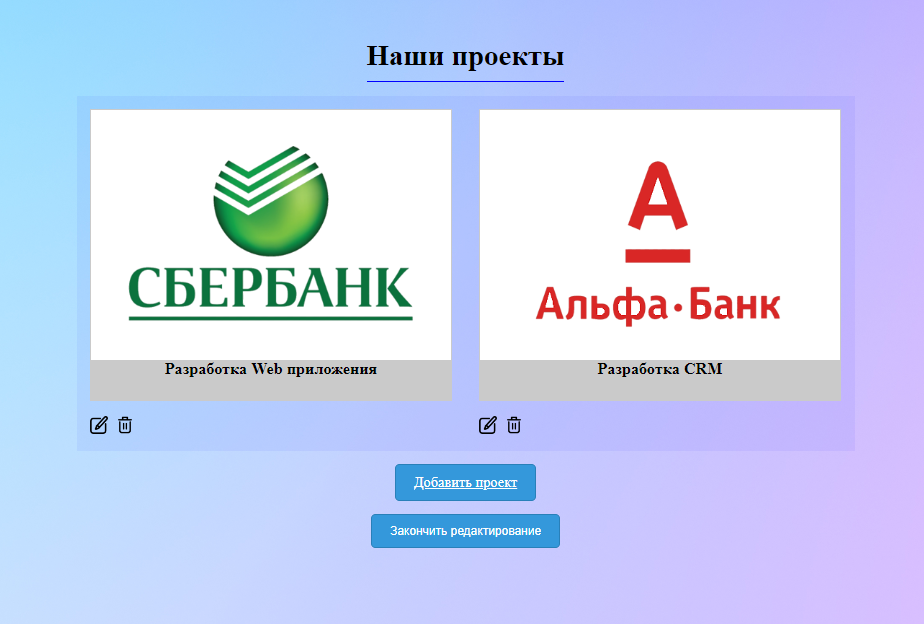 Наши проекты
СБЕРБАНК
Альфа·Банк
Разработка Web приложения
Разработка CRM
Добавить проект
Закончить редактирование